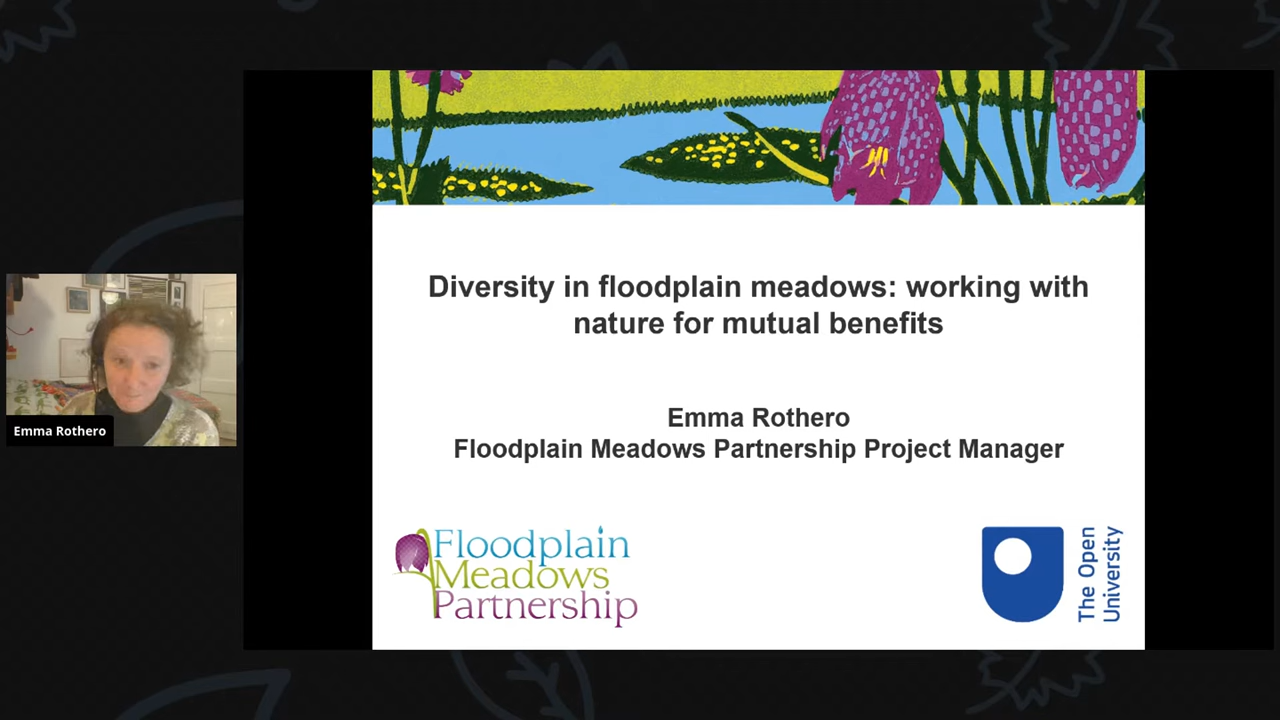 Diversity in floodplain meadows: working with
nature for mutual benefits
Emma Rothero
Floodplain Meadows Partnership Project Manager
Emma Rothero
Floodplain
Meadows
Partnership
The Open
University